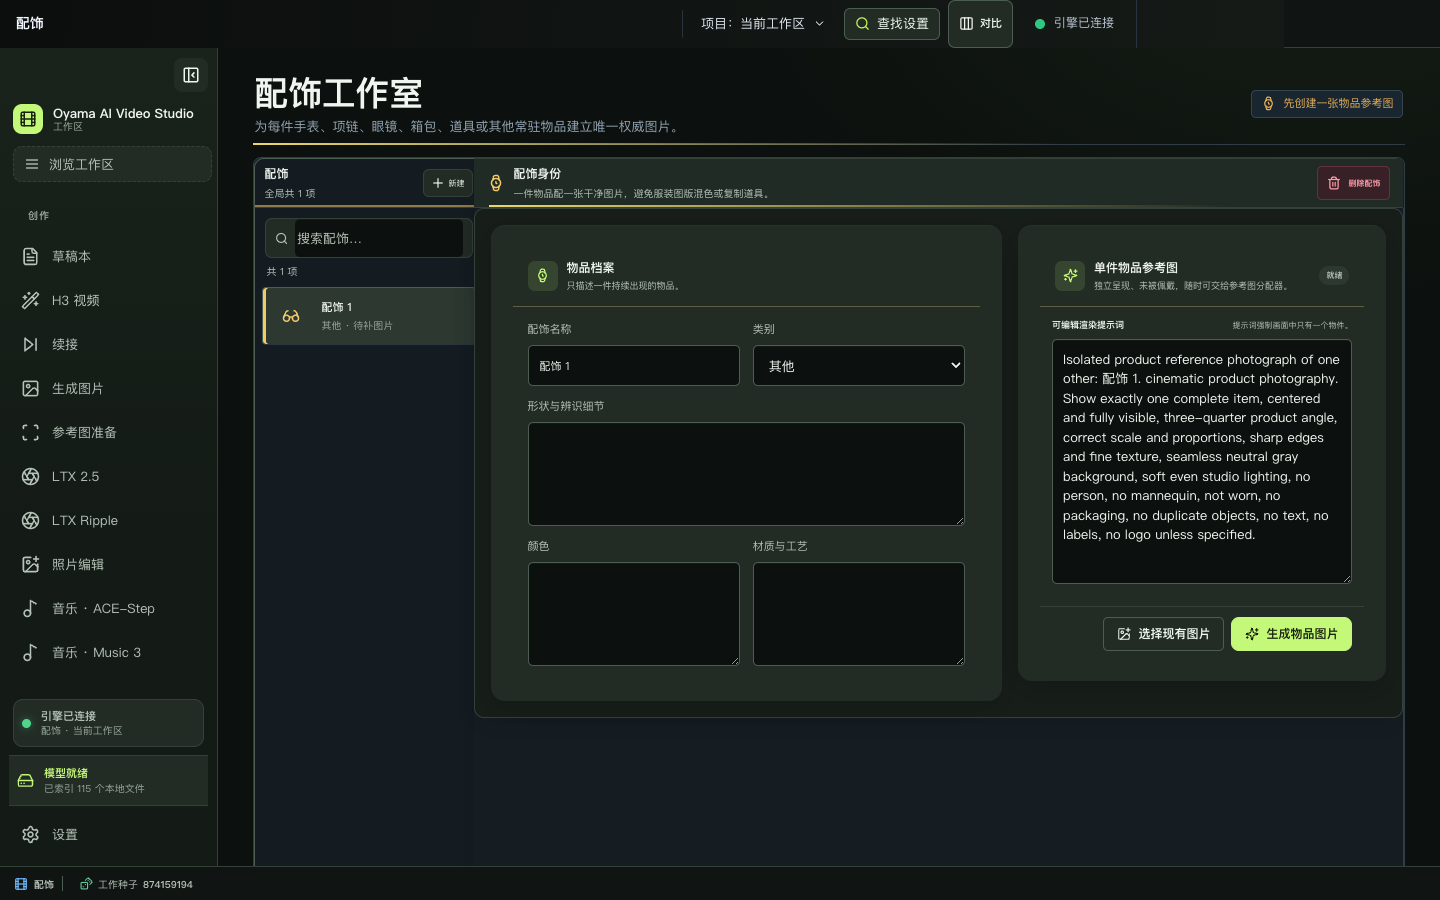 配饰
项目：当前工作区
查找设置
对比
引擎已连接
Oyama AI Video Studio
工作区
浏览工作区
创作
草稿本
H3 视频
续接
生成图片
参考图准备
LTX 2.5
LTX Ripple
照片编辑
音乐 · ACE-Step
音乐 · Music 3
引擎已连接
配饰 · 当前工作区
模型就绪
已索引 115 个本地文件
设置
配饰工作室
为每件手表、项链、眼镜、箱包、道具或其他常驻物品建立唯一权威图片。
先创建一张物品参考图
配饰
全局共 1 项
新建
搜索配饰...
共 1 项
配饰 1
其他 · 待补图片
配饰身份
一件物品配一张干净图片，避免服装图版混色或复制道具。
删除配饰
物品档案
只描述一件持续出现的物品。
配饰名称
类别
配饰 1
其他
形状与辨识细节
颜色
材质与工艺
单件物品参考图
独立呈现、未被佩戴，随时可交给参考图分配器。
就绪
可编辑渲染提示词
提示词强制画面中只有一个物件。
Isolated product reference photograph of one
other: 配饰 1. cinematic product photography.
Show exactly one complete item, centered
and fully visible, three-quarter product angle,
correct scale and proportions, sharp edges
and fine texture, seamless neutral gray
background, soft even studio lighting, no
person, no mannequin, not worn, no
packaging, no duplicate objects, no text, no
labels, no logo unless specified.
选择现有图片
生成物品图片
配饰
工作种子 874159194